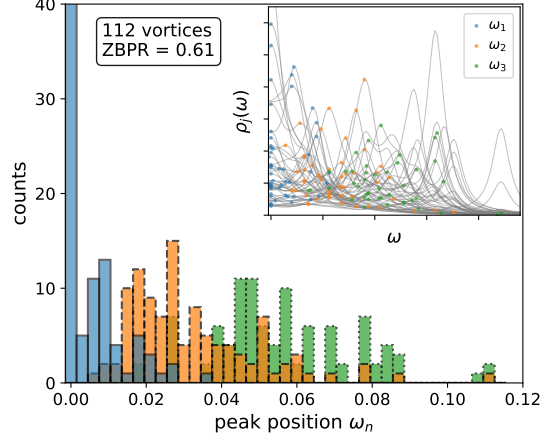 112 vortices
ZBPR = 0.61
ω₁
ω₂
ω₃
ρⱼ(ω)
ω
counts
40
30
20
10
0
0.00 0.02 0.04 0.06 0.08 0.10 0.12
peak position ωₙ